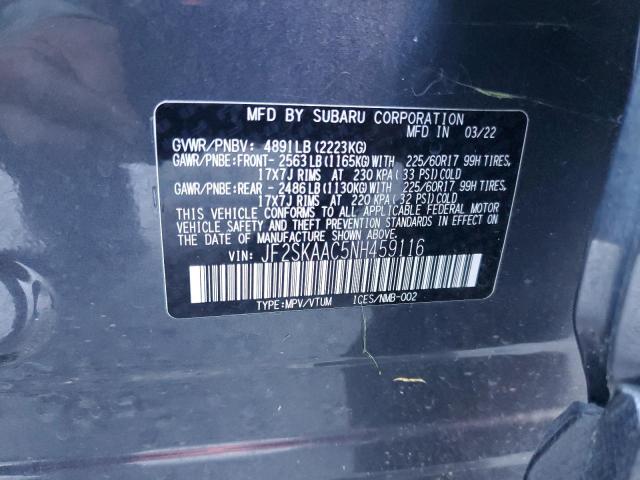 MFD BY SUBARU CORPORATION
MFD IN 03/22
GVWR/PNBV: 4891LB(2223KG)
GAWR/PNBE:FRONT- 2563LB(1165KG)WITH 225/60R17 99H TIRES,
17X7J RIMS AT 230 KPA(33 PSI)COLD
GAWR/PNBE:REAR - 2486LB(1130KG)WITH 225/60R17 99H TIRES,
17X7J RIMS AT 220 KPA(32 PSI)COLD
THIS VEHICLE CONFORMS TO ALL APPLICABLE FEDERAL MOTOR
VEHICLE SAFETY, BUMPER, AND THEFT PREVENTION
STANDARDS IN EFFECT ON THE DATE OF MANUFACTURE SHOWN ABOVE.
VIN: JF2SKAAC5NH459116
TYPE:MPV/VTUM ICES/NMB-002